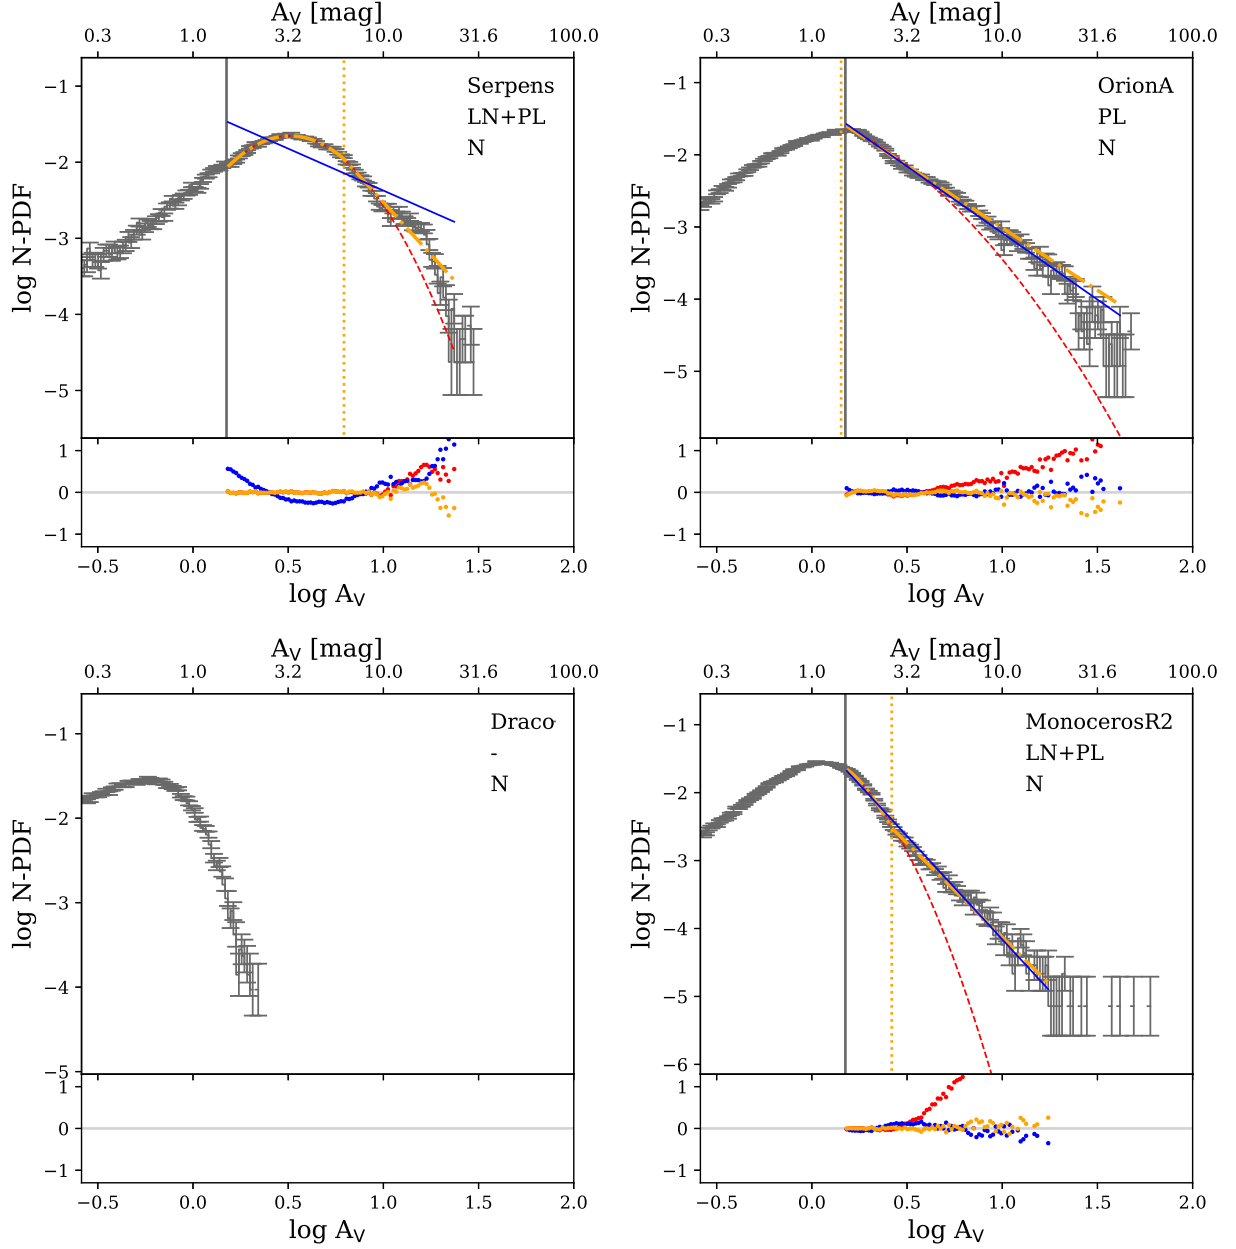 A_V [mag]
0.3 1.0 3.2 10.0 31.6 100.0
Serpens
LN+PL
N
log N-PDF
−1
−2
−3
−4
−5
1
0
−1
−0.5 0.0 0.5 1.0 1.5 2.0
log A_V
A_V [mag]
0.3 1.0 3.2 10.0 31.6 100.0
OrionA
PL
N
log N-PDF
−1
−2
−3
−4
−5
1
0
−1
−0.5 0.0 0.5 1.0 1.5 2.0
log A_V
A_V [mag]
0.3 1.0 3.2 10.0 31.6 100.0
Draco
-
N
log N-PDF
−1
−2
−3
−4
−5
1
0
−1
−0.5 0.0 0.5 1.0 1.5 2.0
log A_V
A_V [mag]
0.3 1.0 3.2 10.0 31.6 100.0
MonocerosR2
LN+PL
N
log N-PDF
−1
−2
−3
−4
−5
−6
1
0
−1
−0.5 0.0 0.5 1.0 1.5 2.0
log A_V